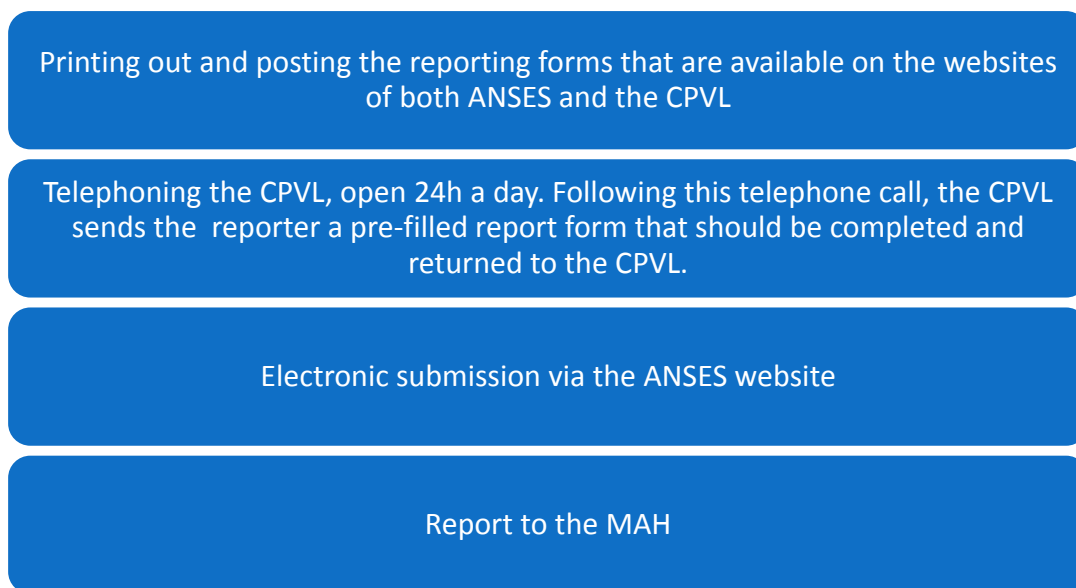 Printing out and posting the reporting forms that are available on the websites
of both ANSES and the CPVL
Telephoning the CPVL, open 24h a day. Following this telephone call, the CPVL
sends the  reporter a pre-filled report form that should be completed and
returned to the CPVL.
Electronic submission via the ANSES website
Report to the MAH